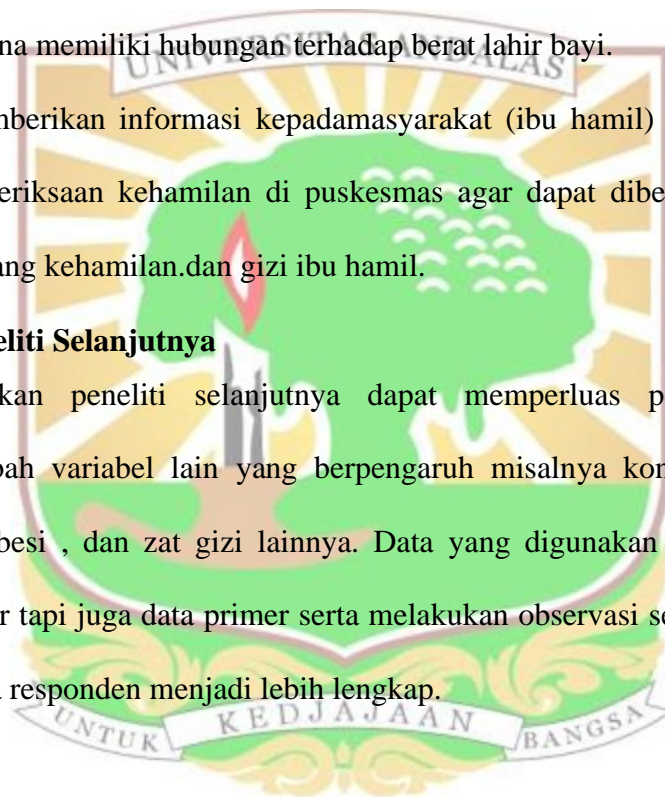 UNIVERSITAS ANDALAS
na memiliki hubungan terhadap berat lahir bayi.
berikan informasi kepadamasyarakat (ibu hamil)
eriksaan kehamilan di puskesmas agar dapat dibe
ang kehamilan.dan gizi ibu hamil.
eliti Selanjutnya
kan peneliti selanjutnya dapat memperluas p
bah variabel lain yang berpengaruh misalnya kon
besi , dan zat gizi lainnya. Data yang digunakan
r tapi juga data primer serta melakukan observasi se
responden menjadi lebih lengkap.
UNTUK KEDJAJAAN BANGSA